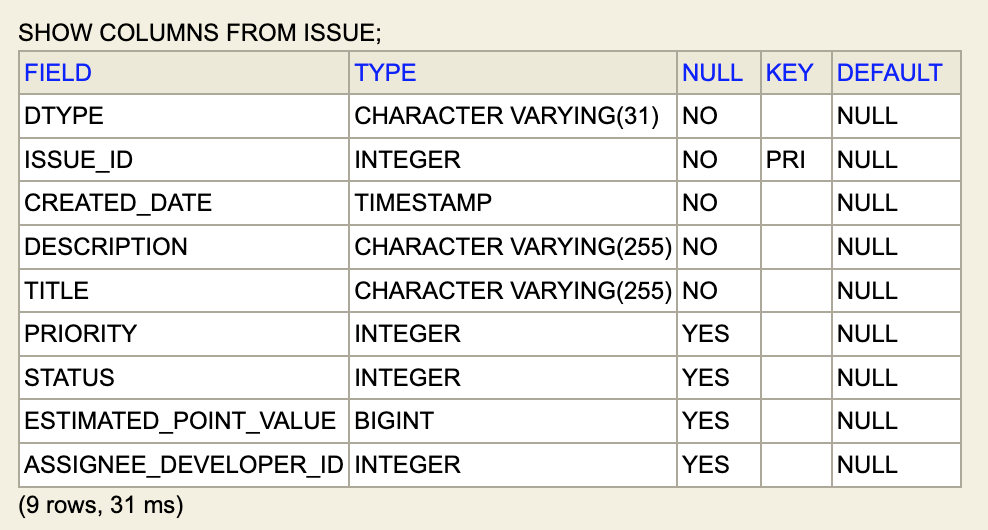 SHOW COLUMNS FROM ISSUE;
FIELD TYPE NULL KEY DEFAULT
DTYPE CHARACTER VARYING(31) NO NULL
ISSUE_ID INTEGER NO PRI NULL
CREATED_DATE TIMESTAMP NO NULL
DESCRIPTION CHARACTER VARYING(255) NO NULL
TITLE CHARACTER VARYING(255) NO NULL
PRIORITY INTEGER YES NULL
STATUS INTEGER YES NULL
ESTIMATED_POINT_VALUE BIGINT YES NULL
ASSIGNEE_DEVELOPER_ID INTEGER YES NULL
(9 rows, 31 ms)